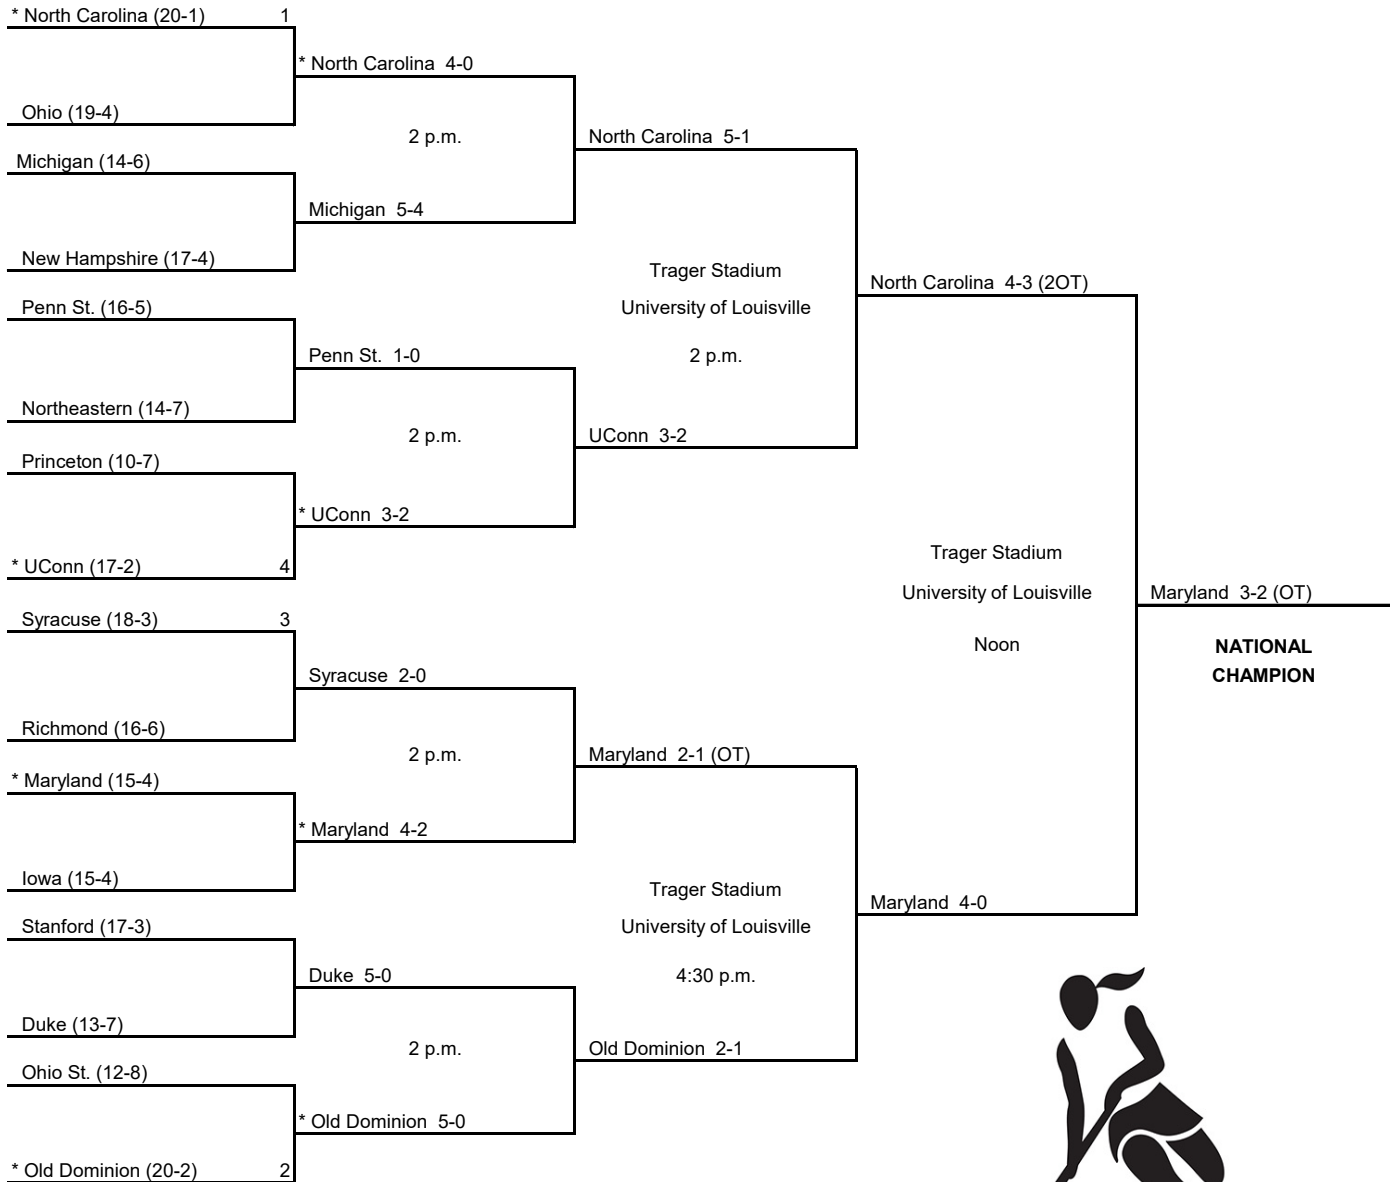 * North Carolina (20-1) 1
* North Carolina 4-0
Ohio (19-4)
2 p.m.
North Carolina 5-1
Michigan (14-6)
Michigan 5-4
New Hampshire (17-4)
Trager Stadium
University of Louisville
2 p.m.
North Carolina 4-3 (2OT)
Penn St. (16-5)
Penn St. 1-0
Northeastern (14-7)
2 p.m.
UConn 3-2
Princeton (10-7)
* UConn 3-2
* UConn (17-2) 4
Trager Stadium
University of Louisville
Noon
Maryland 3-2 (OT)
NATIONAL
CHAMPION
Syracuse (18-3) 3
Syracuse 2-0
Richmond (16-6)
2 p.m.
Maryland 2-1 (OT)
* Maryland (15-4)
* Maryland 4-2
Iowa (15-4)
Trager Stadium
University of Louisville
4:30 p.m.
Maryland 4-0
Stanford (17-3)
Duke 5-0
Duke (13-7)
2 p.m.
Old Dominion 2-1
Ohio St. (12-8)
* Old Dominion 5-0
* Old Dominion (20-2) 2